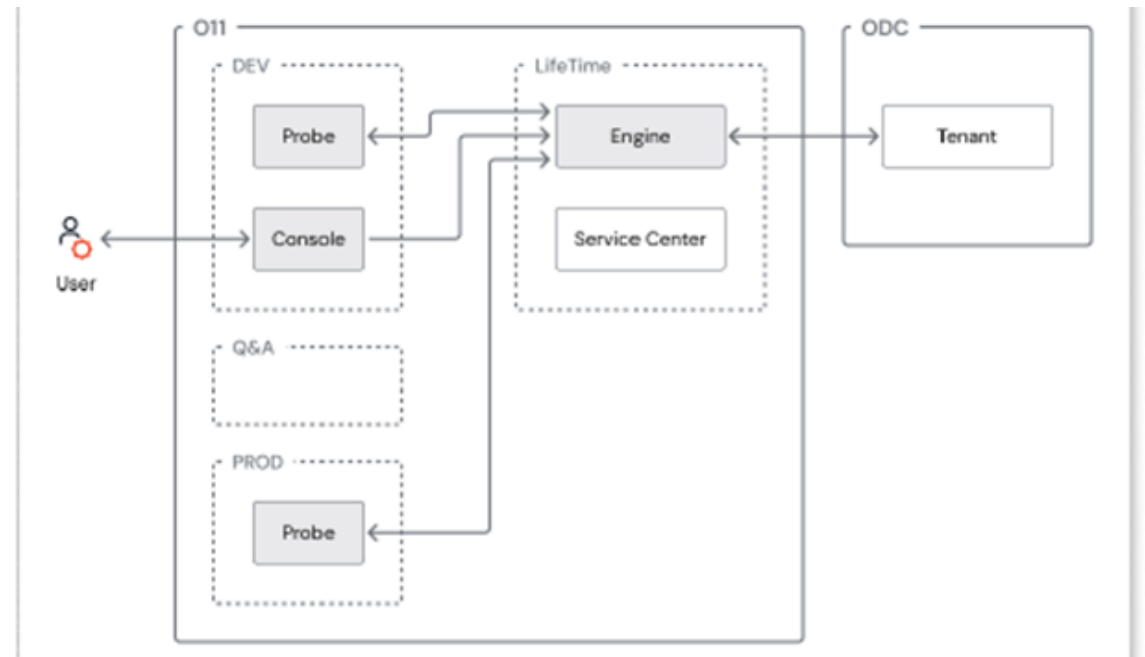 O11
ODC
DEV
LifeTime
Probe
Engine
Tenant
Console
Service Center
User
Q&A
PROD
Probe